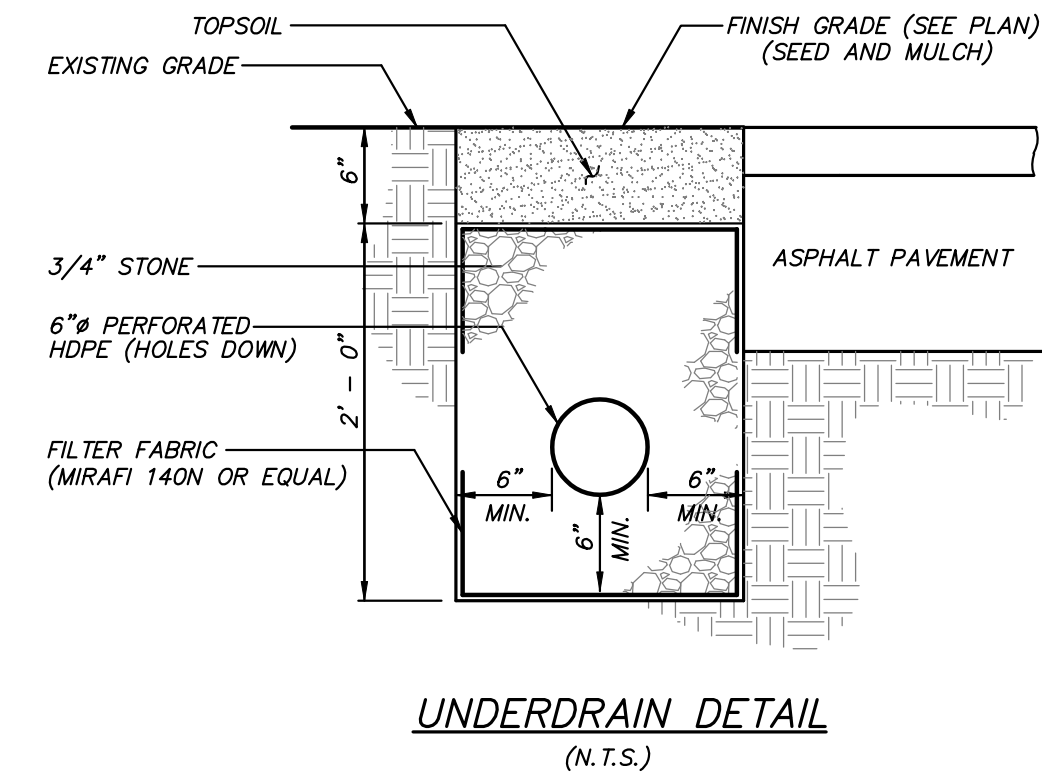 TOPSOIL
FINISH GRADE (SEE PLAN)
(SEED AND MULCH)
EXISTING GRADE
6"
3/4" STONE
ASPHALT PAVEMENT
6"ø PERFORATED
HDPE (HOLES DOWN)
2' - 0"
FILTER FABRIC
(MIRAFI 140N OR EQUAL)
6"
MIN.
6"
MIN.
6"
MIN.
UNDERDRAIN DETAIL
(N.T.S.)